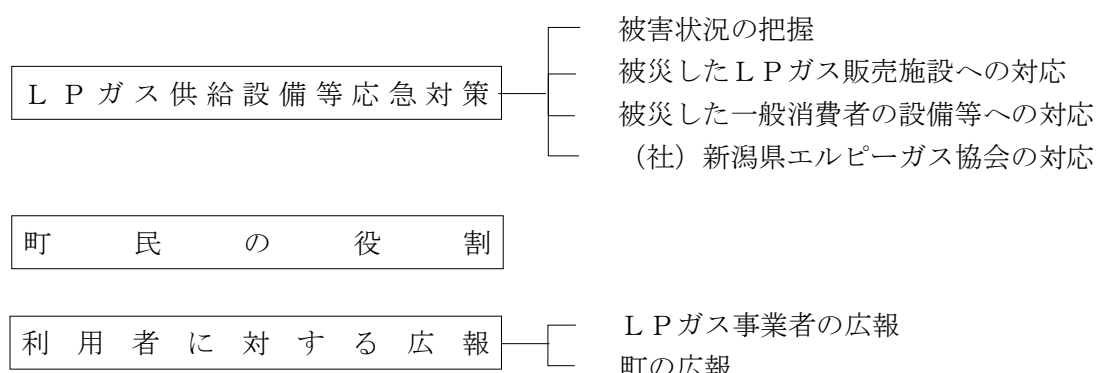 被害状況の把握
被災したＬＰガス販売施設への対応
ＬＰガス供給設備等応急対策
被災した一般消費者の設備等への対応
（社）新潟県エルピーガス協会の対応
町民の役割
利用者に対する広報
ＬＰガス事業者の広報
町の広報